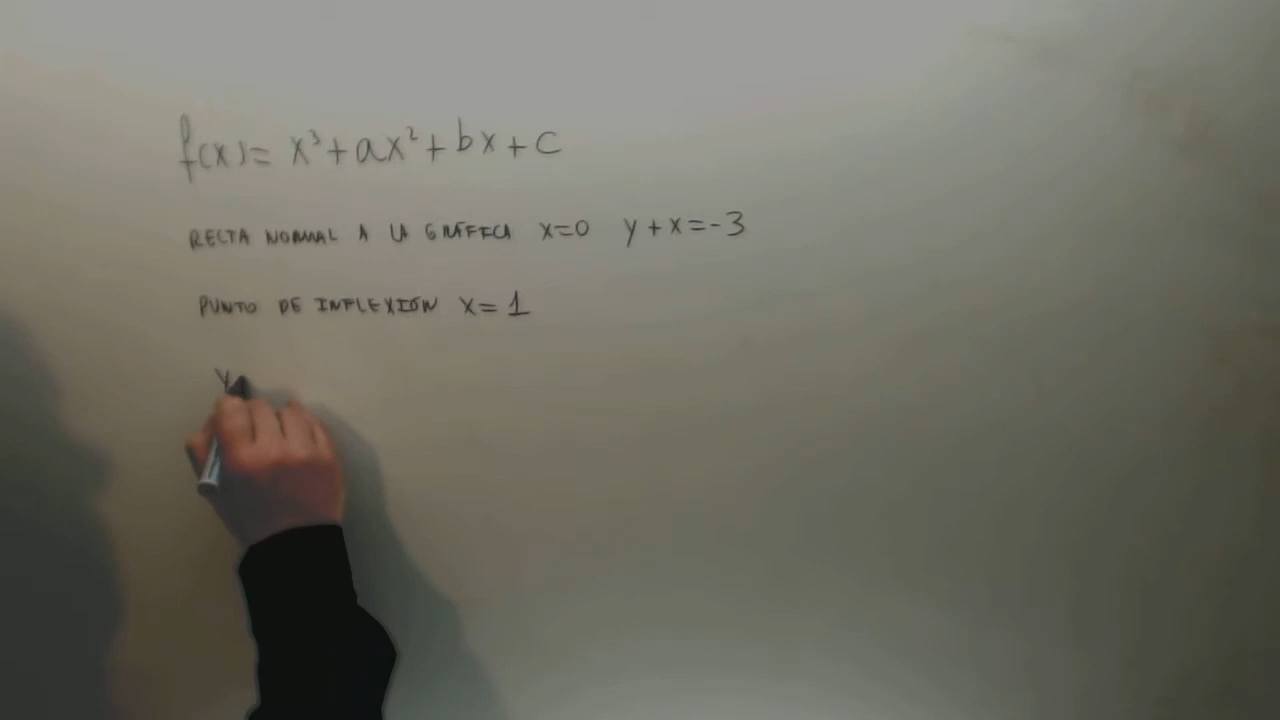 f(x)= x³+ax²+bx+c
RECTA NORMAL A LA GRÁFICA x=0 y+x=-3
PUNTO DE INFLEXIÓN x=1
y